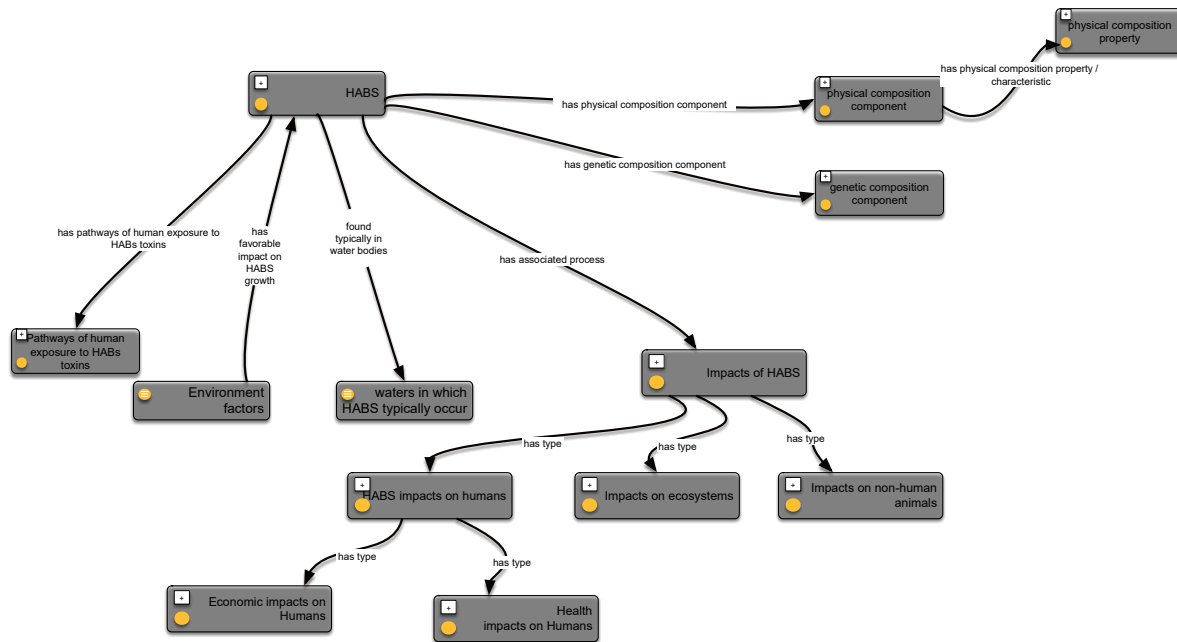 physical composition
property
has physical composition property /
characteristic
HABS
has physical composition component
physical composition
component
has genetic composition component
genetic composition
component
has pathways of human exposure to
HABs toxins
has
favorable
impact on
HABS
growth
found
typically in
water bodies
has associated process
Pathways of human
exposure to HABs
toxins
Environment
factors
waters in which
HABS typically occur
Impacts of HABS
has type
has type
has type
HABS impacts on humans
Impacts on ecosystems
Impacts on non-human
animals
has type
has type
Economic impacts on
Humans
Health
impacts on Humans